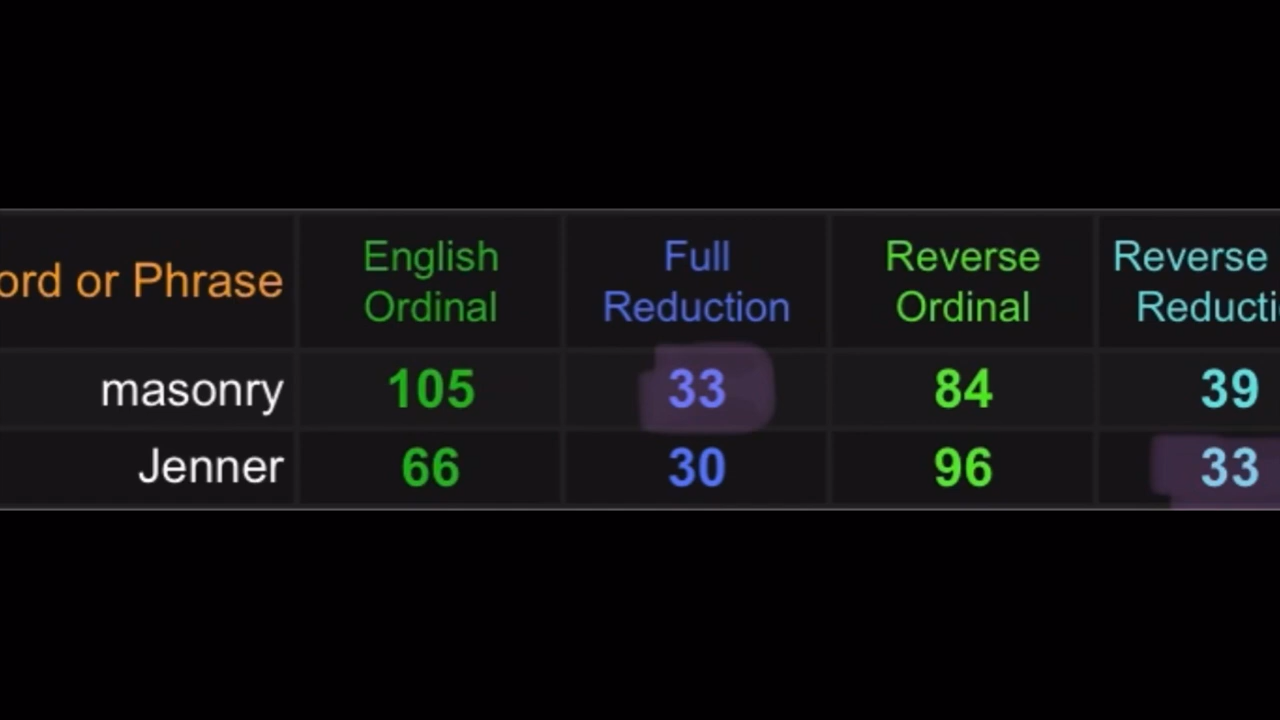 ord or Phrase English Ordinal Full Reduction Reverse Ordinal Reverse Reducti
masonry 105 33 84 39
Jenner 66 30 96 33